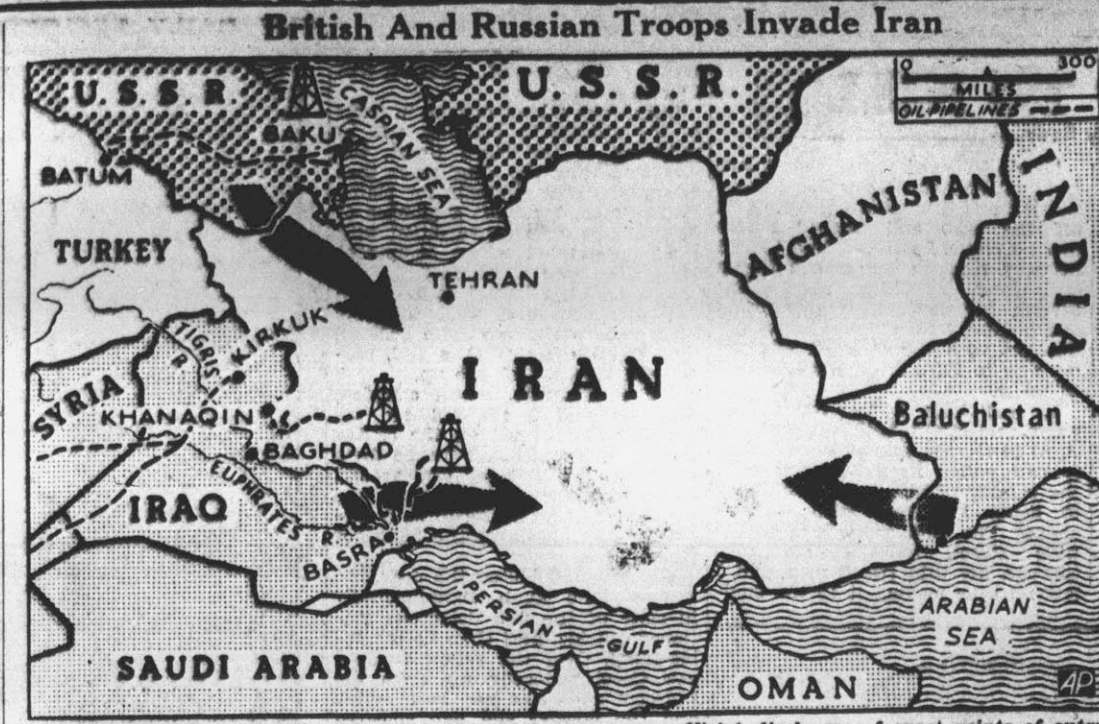 British And Russian Troops Invade Iran
U. S. S. R.
U. S. S. R.
0 300
MILES
OIL-PIPELINES
CASPIAN SEA
BAKU
BATUM
TURKEY
TEHRAN
AFGHANISTAN
INDIA
TIGRIS R.
KIRKUK
IRAN
SYRIA
KHANAQIN
BAGHDAD
Baluchistan
EUPHRATES R.
IRAQ
BASRA
PERSIAN GULF
ARABIAN
SEA
SAUDI ARABIA
OMAN
AP